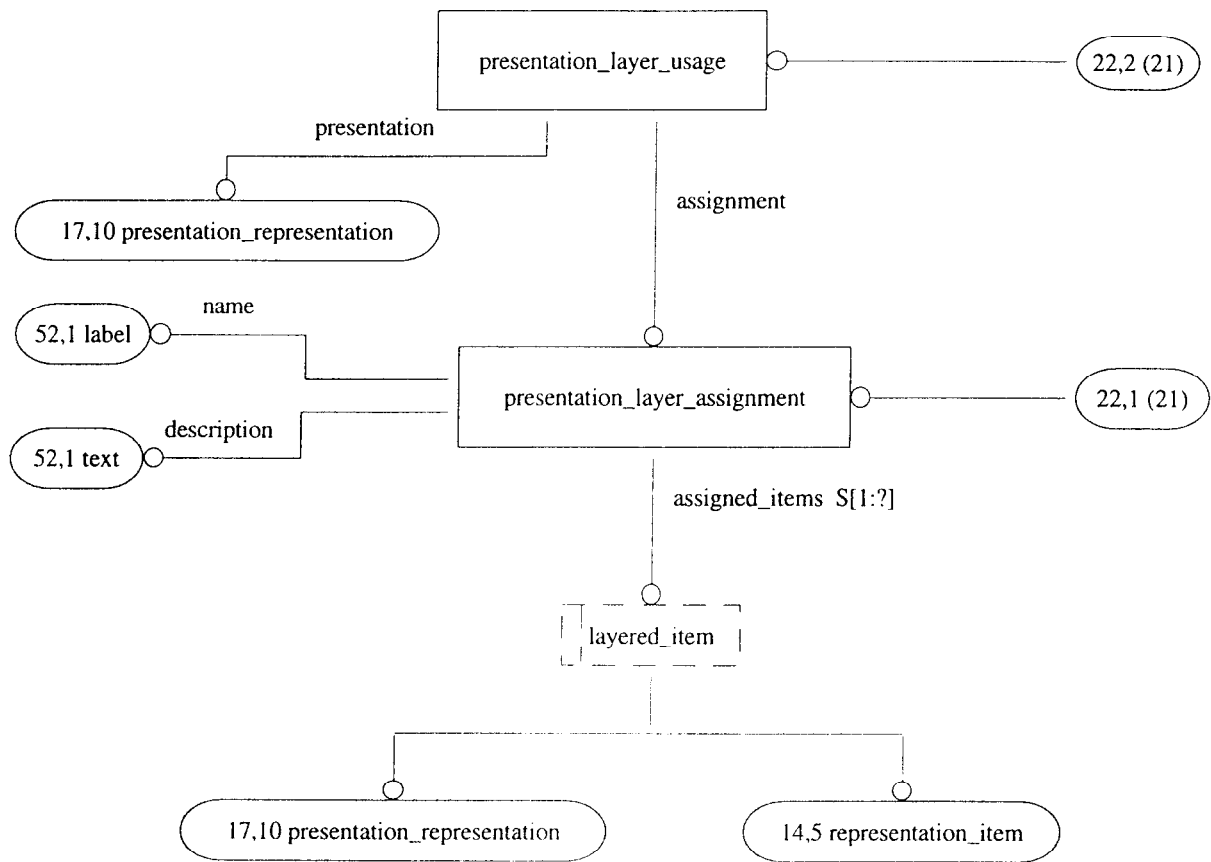 presentation_layer_usage
22,2 (21)
presentation
17,10 presentation_representation
assignment
name
52,1 label
presentation_layer_assignment
22,1 (21)
description
52,1 text
assigned_items S[1:?]
layered_item
17,10 presentation_representation
14,5 representation_item